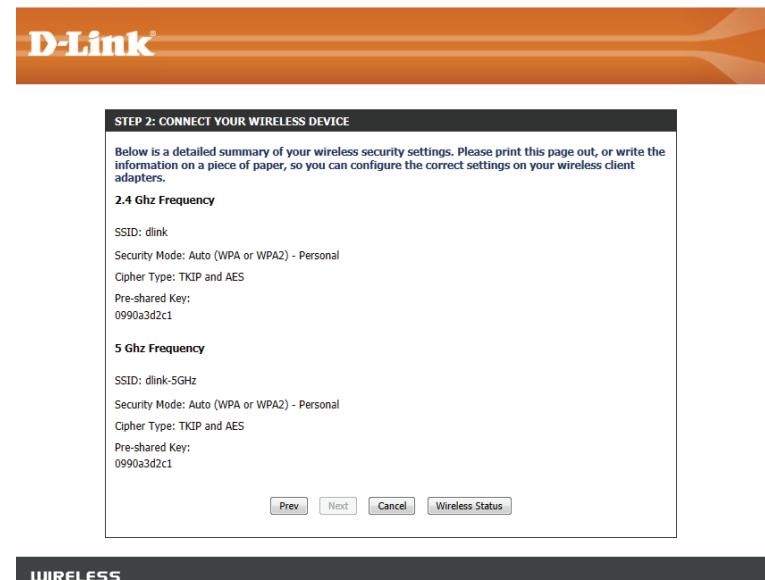 D-Link
STEP 2: CONNECT YOUR WIRELESS DEVICE
Below is a detailed summary of your wireless security settings. Please print this page out, or write the
information on a piece of paper, so you can configure the correct settings on your wireless client
adapters.
2.4 Ghz Frequency
SSID: dlink
Security Mode: Auto (WPA or WPA2) - Personal
Cipher Type: TKIP and AES
Pre-shared Key:
0990a3d2c1
5 Ghz Frequency
SSID: dlink-5GHz
Security Mode: Auto (WPA or WPA2) - Personal
Cipher Type: TKIP and AES
Pre-shared Key:
0990a3d2c1
Prev Next Cancel Wireless Status
WIRELESS